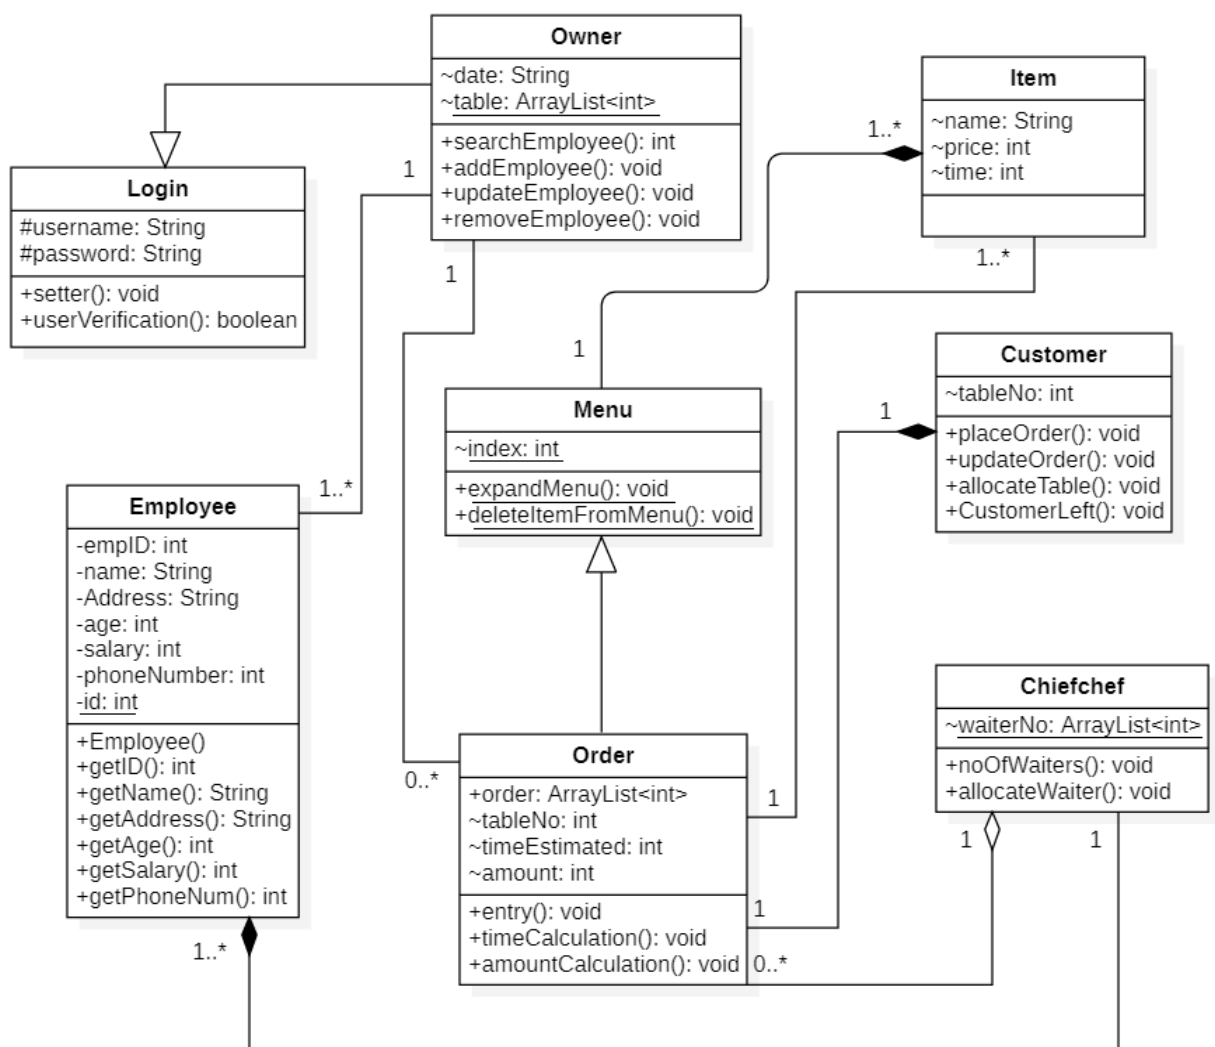 Owner
~date: String
~table: ArrayList<int>
+searchEmployee(): int
+addEmployee(): void
+updateEmployee(): void
+removeEmployee(): void
1
1
Item
~name: String
~price: int
~time: int
1..*
1..*
Login
#username: String
#password: String
+setter(): void
+userVerification(): boolean
1
Menu
~index: int
+expandMenu(): void
+deleteItemFromMenu(): void
Customer
~tableNo: int
+placeOrder(): void
+updateOrder(): void
+allocateTable(): void
+CustomerLeft(): void
1
1..*
Employee
-empID: int
-name: String
-Address: String
-age: int
-salary: int
-phoneNumber: int
-id: int
+Employee()
+getID(): int
+getName(): String
+getAddress(): String
+getAge(): int
+getSalary(): int
+getPhoneNum(): int
1..*
0..*
Order
+order: ArrayList<int>
~tableNo: int
~timeEstimated: int
~amount: int
+entry(): void
+timeCalculation(): void
+amountCalculation(): void
1
1
0..*
Chiefchef
~waiterNo: ArrayList<int>
+noOfWaiters(): void
+allocateWaiter(): void
1
1